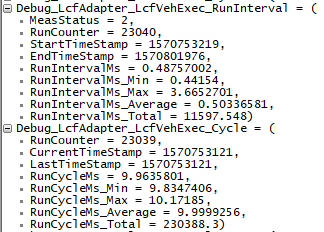 Debug_LcfAdapter_LcfVehExec_RunInterval = (
MeasStatus = 2,
RunCounter = 23040,
StartTimeStamp = 1570753219,
EndTimeStamp = 1570801976,
RunIntervalMs = 0.48757002,
RunIntervalMs_Min = 0.44154,
RunIntervalMs_Max = 3.6652701,
RunIntervalMs_Average = 0.50336581,
RunIntervalMs_Total = 11597.548)
Debug_LcfAdapter_LcfVehExec_Cycle = (
RunCounter = 23039,
CurrentTimeStamp = 1570753121,
LastTimeStamp = 1570753121,
RunCycleMs = 9.9635801,
RunCycleMs_Min = 9.8347406,
RunCycleMs_Max = 10.17185,
RunCycleMs_Average = 9.9999256,
RunCycleMs_Total = 230388.3)